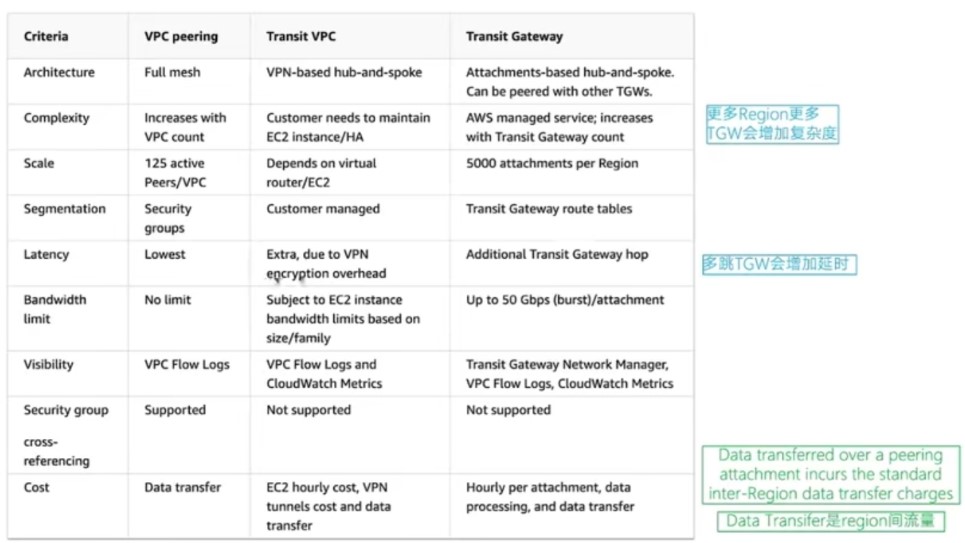 Criteria VPC peering Transit VPC Transit Gateway
Architecture Full mesh VPN-based hub-and-spoke Attachments-based hub-and-spoke.
Can be peered with other TGWs.
Complexity Increases with Customer needs to maintain AWS managed service; increases
VPC count EC2 instance/HA with Transit Gateway count
更多Region更多
TGW会增加复杂度
Scale 125 active Depends on virtual 5000 attachments per Region
Peers/VPC router/EC2
Segmentation Security Customer managed Transit Gateway route tables
groups
Latency Lowest Extra, due to VPN Additional Transit Gateway hop
encryption overhead
多跳TGW会增加延时
Bandwidth No limit Subject to EC2 instance Up to 50 Gbps (burst)/attachment
limit bandwidth limits based on
size/family
Visibility VPC Flow Logs VPC Flow Logs and Transit Gateway Network Manager,
CloudWatch Metrics VPC Flow Logs, CloudWatch Metrics
Security group Supported Not supported Not supported
cross-
referencing
Cost Data transfer EC2 hourly cost, VPN Hourly per attachment, data
tunnels cost and data processing, and data transfer
transfer
Data transferred over a peering
attachment incurs the standard
inter-Region data transfer charges
Data Transifer是region间流量